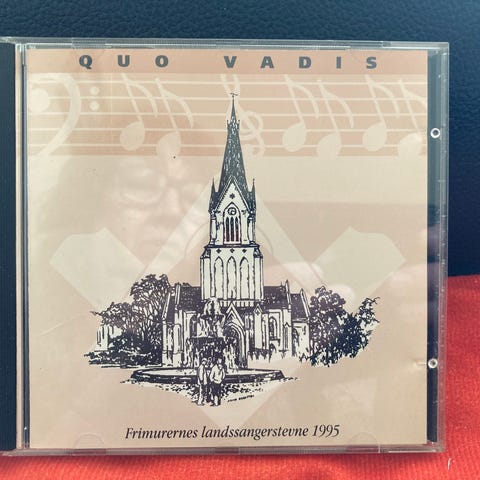 QUO VADIS
Frimurernes landssangerstevne 1995